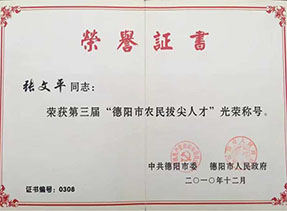 榮譽証書
张文平同志：
荣获第三届“德阳市农民拔尖人才”光荣称号。
中共德阳市委 德阳市人民政府
二〇一〇年十二月
证书编号：0308